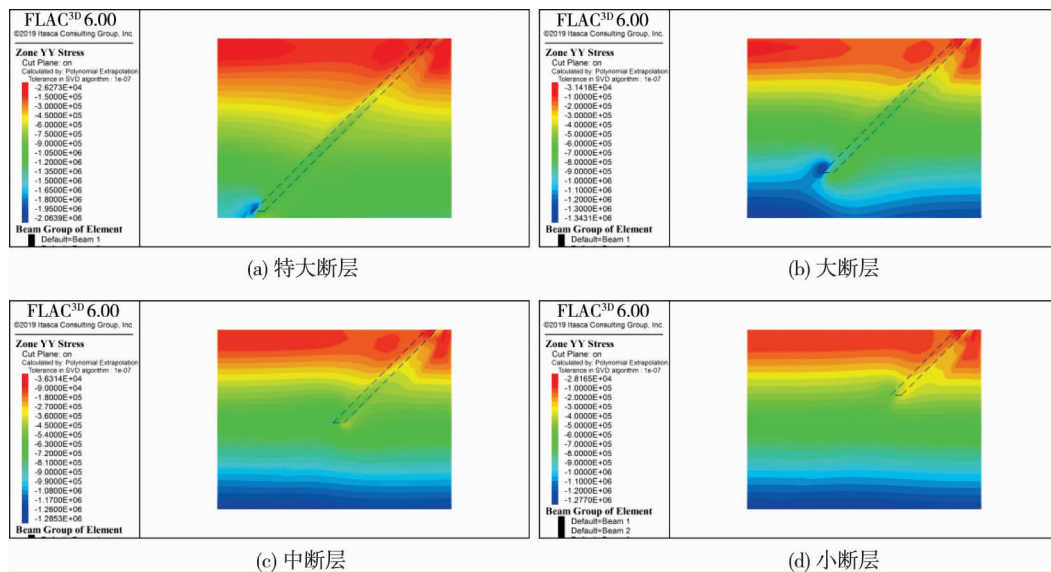 FLAC3D 6.00
©2019 Itasca Consulting Group, Inc.
Zone YY Stress
Cut Plane: on
Calculated by: Polynomial Extrapolation
Tolerance in SVD algorithm : 1e-07
-2.6273E+04
-1.5000E+05
-3.0000E+05
-4.5000E+05
-6.0000E+05
-7.5000E+05
-9.0000E+05
-1.0500E+06
-1.2000E+06
-1.3500E+06
-1.5000E+06
-1.6500E+06
-1.8000E+06
-1.9500E+06
-2.0639E+06
Beam Group of Element
Default=Beam 1
(a) 特大断层
FLAC3D 6.00
©2019 Itasca Consulting Group, Inc.
Zone YY Stress
Cut Plane: on
Calculated by: Polynomial Extrapolation
Tolerance in SVD algorithm : 1e-07
-3.1418E+04
-1.0000E+05
-2.0000E+05
-3.0000E+05
-4.0000E+05
-5.0000E+05
-6.0000E+05
-7.0000E+05
-8.0000E+05
-9.0000E+05
-1.0000E+06
-1.1000E+06
-1.2000E+06
-1.3000E+06
-1.3431E+06
Beam Group of Element
Default=Beam 1
(b) 大断层
FLAC3D 6.00
©2019 Itasca Consulting Group, Inc.
Zone YY Stress
Cut Plane: on
Calculated by: Polynomial Extrapolation
Tolerance in SVD algorithm : 1e-07
-3.6314E+04
-9.0000E+04
-1.8000E+05
-2.7000E+05
-3.6000E+05
-4.5000E+05
-5.4000E+05
-6.3000E+05
-7.2000E+05
-8.1000E+05
-9.0000E+05
-9.9000E+05
-1.0800E+06
-1.1700E+06
-1.2600E+06
-1.2853E+06
Beam Group of Element
(c) 中断层
FLAC3D 6.00
©2019 Itasca Consulting Group, Inc.
Zone YY Stress
Cut Plane: on
Calculated by: Polynomial Extrapolation
Tolerance in SVD algorithm : 1e-07
-2.8165E+04
-1.0000E+05
-2.0000E+05
-3.0000E+05
-4.0000E+05
-5.0000E+05
-6.0000E+05
-7.0000E+05
-8.0000E+05
-9.0000E+05
-1.0000E+06
-1.1000E+06
-1.2000E+06
-1.2770E+06
Beam Group of Element
Default=Beam 1
Default=Beam 2
(d) 小断层